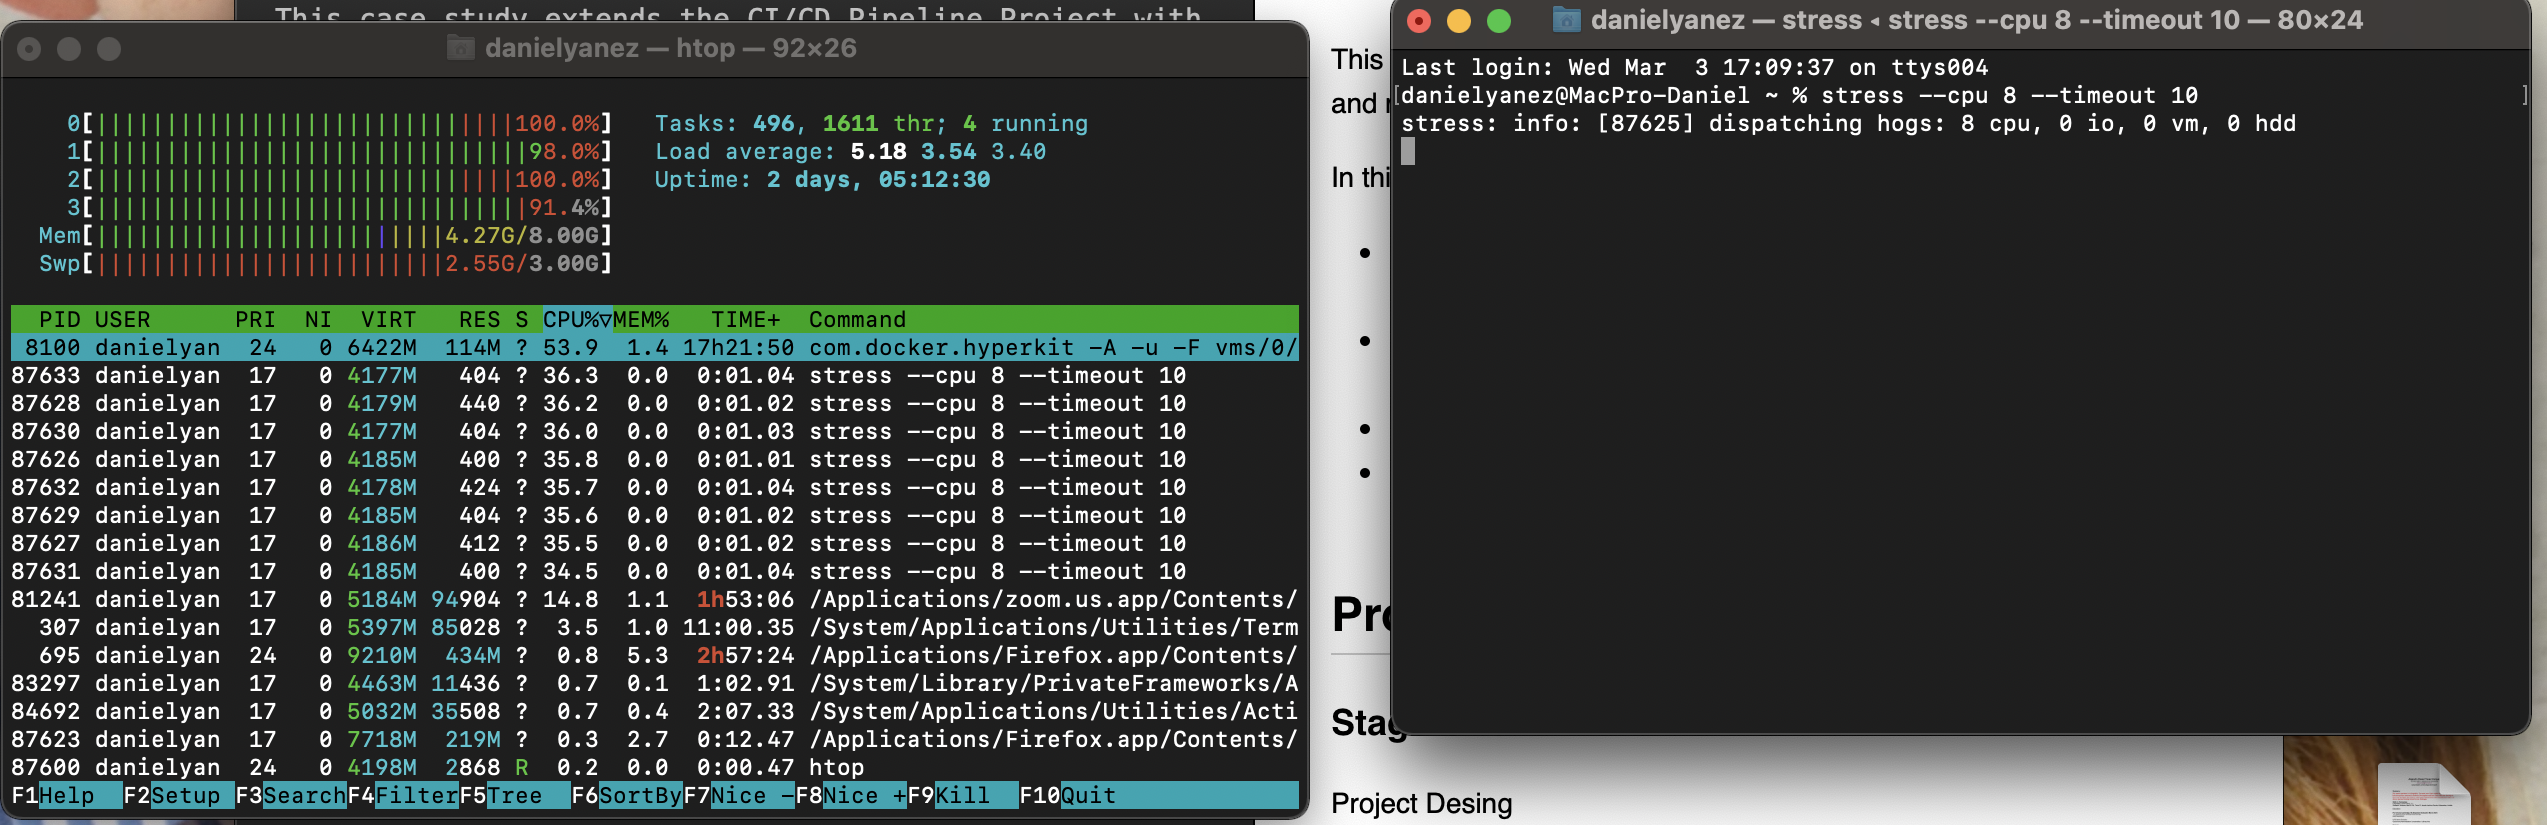 This case study extends the CI/CD Pipeline Project with
danielyanez — htop — 92×26
0[||||||||||||||||||||||||||||||100.0%]
1[|||||||||||||||||||||||||||||||98.0%]
2[||||||||||||||||||||||||||||||100.0%]
3[|||||||||||||||||||||||||||||||91.4%]
Mem[|||||||||||||||||||||||||4.27G/8.00G]
Swp[|||||||||||||||||||||||||2.55G/3.00G]
Tasks: 496, 1611 thr; 4 running
Load average: 5.18 3.54 3.40
Uptime: 2 days, 05:12:30
PID USER PRI NI VIRT RES S CPU%▽MEM% TIME+ Command
8100 danielyan 24 0 6422M 114M ? 53.9 1.4 17h21:50 com.docker.hyperkit -A -u -F vms/0/
87633 danielyan 17 0 4177M 404 ? 36.3 0.0 0:01.04 stress --cpu 8 --timeout 10
87628 danielyan 17 0 4179M 440 ? 36.2 0.0 0:01.02 stress --cpu 8 --timeout 10
87630 danielyan 17 0 4177M 404 ? 36.0 0.0 0:01.03 stress --cpu 8 --timeout 10
87626 danielyan 17 0 4185M 400 ? 35.8 0.0 0:01.01 stress --cpu 8 --timeout 10
87632 danielyan 17 0 4178M 424 ? 35.7 0.0 0:01.04 stress --cpu 8 --timeout 10
87629 danielyan 17 0 4185M 404 ? 35.6 0.0 0:01.02 stress --cpu 8 --timeout 10
87627 danielyan 17 0 4186M 412 ? 35.5 0.0 0:01.02 stress --cpu 8 --timeout 10
87631 danielyan 17 0 4185M 400 ? 34.5 0.0 0:01.04 stress --cpu 8 --timeout 10
81241 danielyan 17 0 5184M 94904 ? 14.8 1.1 1h53:06 /Applications/zoom.us.app/Contents/
307 danielyan 17 0 5397M 85028 ? 3.5 1.0 11:00.35 /System/Applications/Utilities/Term
695 danielyan 24 0 9210M 434M ? 0.8 5.3 2h57:24 /Applications/Firefox.app/Contents/
83297 danielyan 17 0 4463M 11436 ? 0.7 0.1 1:02.91 /System/Library/PrivateFrameworks/A
84692 danielyan 17 0 5032M 35508 ? 0.7 0.4 2:07.33 /System/Applications/Utilities/Acti
87623 danielyan 17 0 7718M 219M ? 0.3 2.7 0:12.47 /Applications/Firefox.app/Contents/
87600 danielyan 24 0 4198M 2868 R 0.2 0.0 0:00.47 htop
F1Help F2Setup F3SearchF4FilterF5Tree F6SortByF7Nice -F8Nice +F9Kill F10Quit
This
and
In thi
Pro
Stag
Project Desing
danielyanez — stress ◂ stress --cpu 8 --timeout 10 — 80×24
Last login: Wed Mar 3 17:09:37 on ttys004
[danielyanez@MacPro-Daniel ~ % stress --cpu 8 --timeout 10 ]
stress: info: [87625] dispatching hogs: 8 cpu, 0 io, 0 vm, 0 hdd